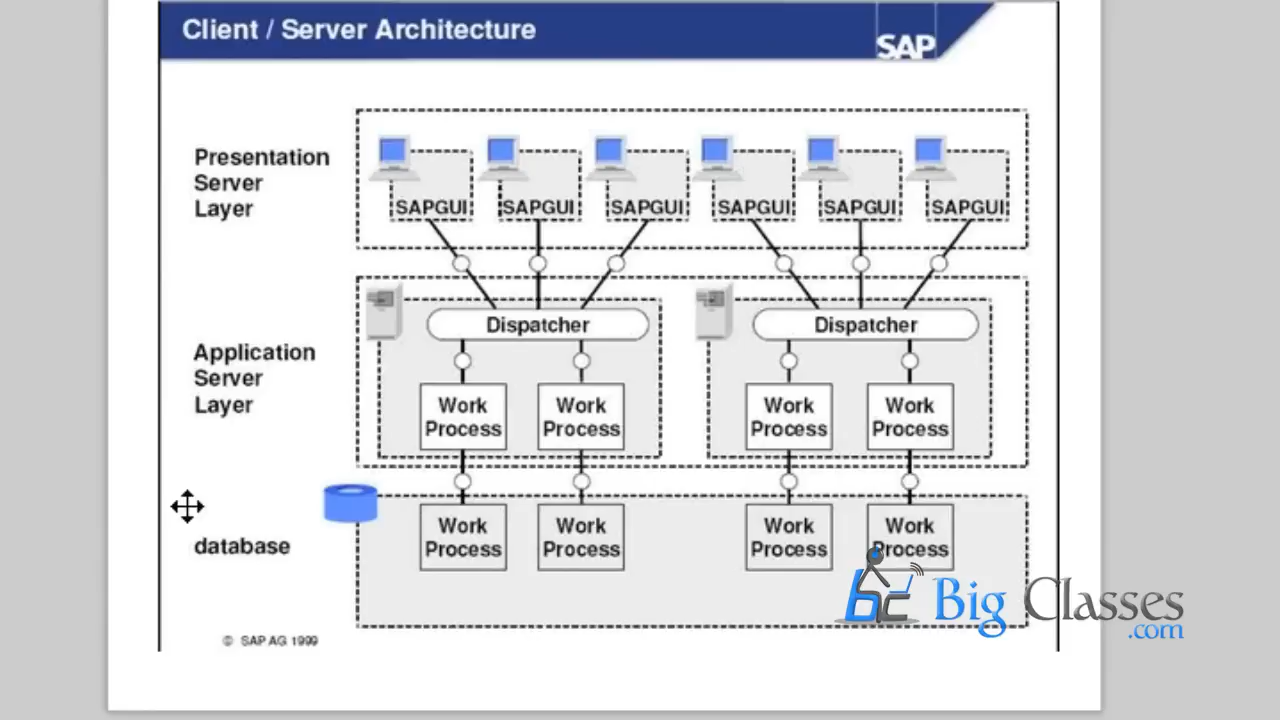 Client / Server Architecture
SAP
Presentation
Server
Layer
SAPGUI SAPGUI SAPGUI SAPGUI SAPGUI SAPGUI
Dispatcher Dispatcher
Application
Server
Layer
Work Process Work Process Work Process Work Process
database
Work Process Work Process Work Process Work Process
bc Big Classes
.com
© SAP AG 1999